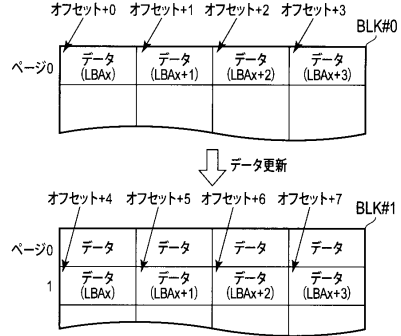 オフセット+0 オフセット+1 オフセット+2 オフセット+3
BLK#0
ページ0 データ データ データ データ
(LBAx) (LBAx+1) (LBAx+2) (LBAx+3)
データ更新
オフセット+4 オフセット+5 オフセット+6 オフセット+7
BLK#1
ページ0 データ データ データ データ
1 データ データ データ データ
(LBAx) (LBAx+1) (LBAx+2) (LBAx+3)